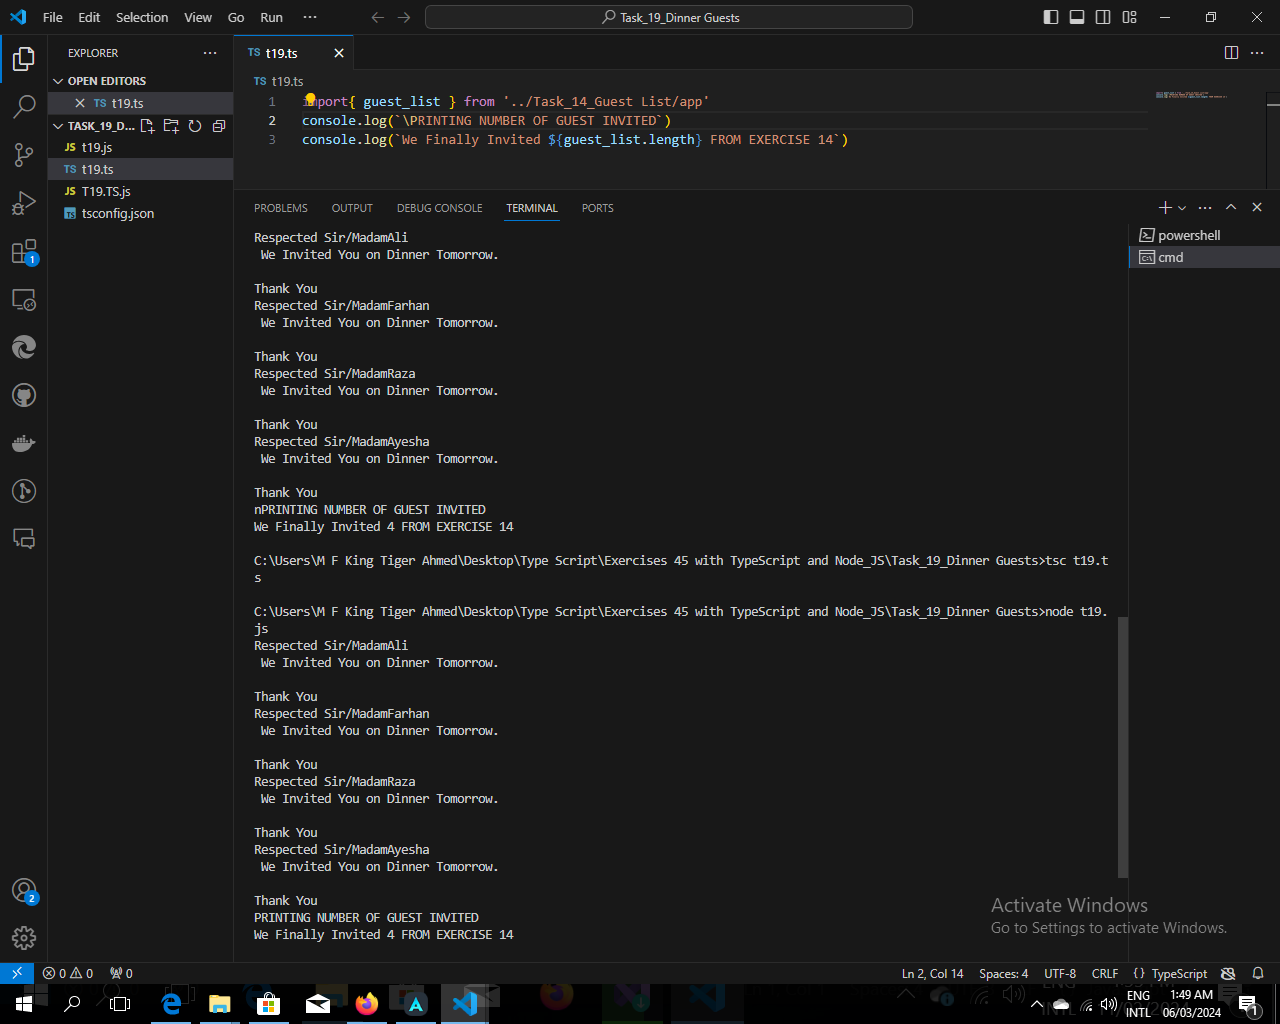 File Edit Selection View Go Run ···
Task_19_Dinner Guests
EXPLORER
OPEN EDITORS
TS t19.ts
TASK_19_D...
JS t19.js
TS t19.ts
JS T19.TS.js
TS tsconfig.json
1
2
TS t19.ts
TS t19.ts
1 import{ guest_list } from '../Task_14_Guest List/app'
2 console.log(`\PRINTING NUMBER OF GUEST INVITED`)
3 console.log(`We Finally Invited ${guest_list.length} FROM EXERCISE 14`)
PROBLEMS OUTPUT DEBUG CONSOLE TERMINAL PORTS
powershell
cmd
Respected Sir/MadamAli
We Invited You on Dinner Tomorrow.
Thank You
Respected Sir/MadamFarhan
We Invited You on Dinner Tomorrow.
Thank You
Respected Sir/MadamRaza
We Invited You on Dinner Tomorrow.
Thank You
Respected Sir/MadamAyesha
We Invited You on Dinner Tomorrow.
Thank You
nPRINTING NUMBER OF GUEST INVITED
We Finally Invited 4 FROM EXERCISE 14
C:\Users\M F King Tiger Ahmed\Desktop\Type Script\Exercises 45 with TypeScript and Node_JS\Task_19_Dinner Guests>tsc t19.t
s
C:\Users\M F King Tiger Ahmed\Desktop\Type Script\Exercises 45 with TypeScript and Node_JS\Task_19_Dinner Guests>node t19.
js
Respected Sir/MadamAli
We Invited You on Dinner Tomorrow.
Thank You
Respected Sir/MadamFarhan
We Invited You on Dinner Tomorrow.
Thank You
Respected Sir/MadamRaza
We Invited You on Dinner Tomorrow.
Thank You
Respected Sir/MadamAyesha
We Invited You on Dinner Tomorrow.
Thank You
PRINTING NUMBER OF GUEST INVITED
We Finally Invited 4 FROM EXERCISE 14
Activate Windows
Go to Settings to activate Windows.
0 0 0
Ln 2, Col 14 Spaces: 4 UTF-8 CRLF {} TypeScript
ENG
INTL
1:49 AM
06/03/2024
1